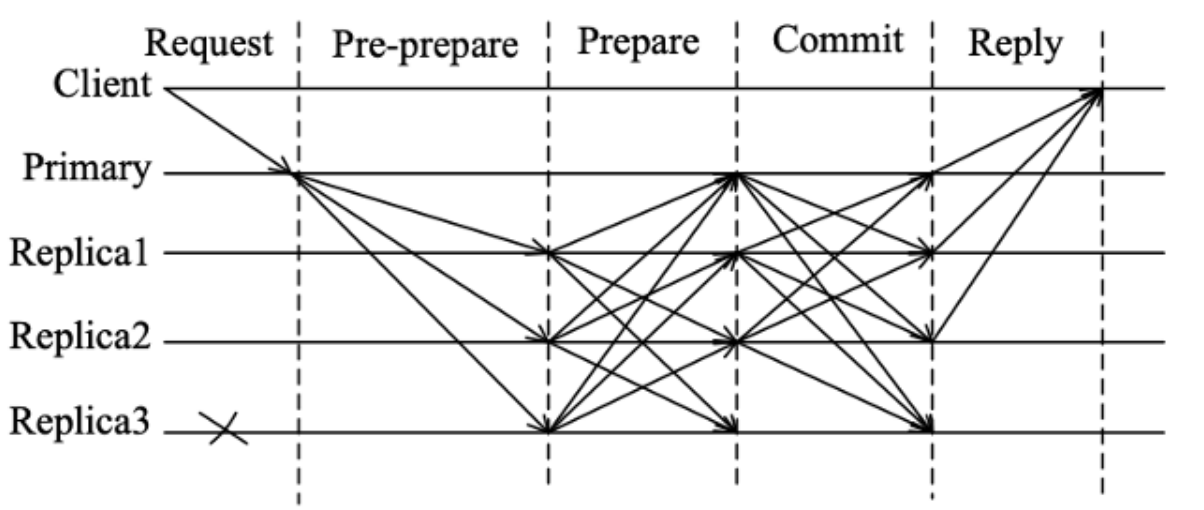 Request Pre-prepare Prepare Commit Reply
Client
Primary
Replica1
Replica2
Replica3